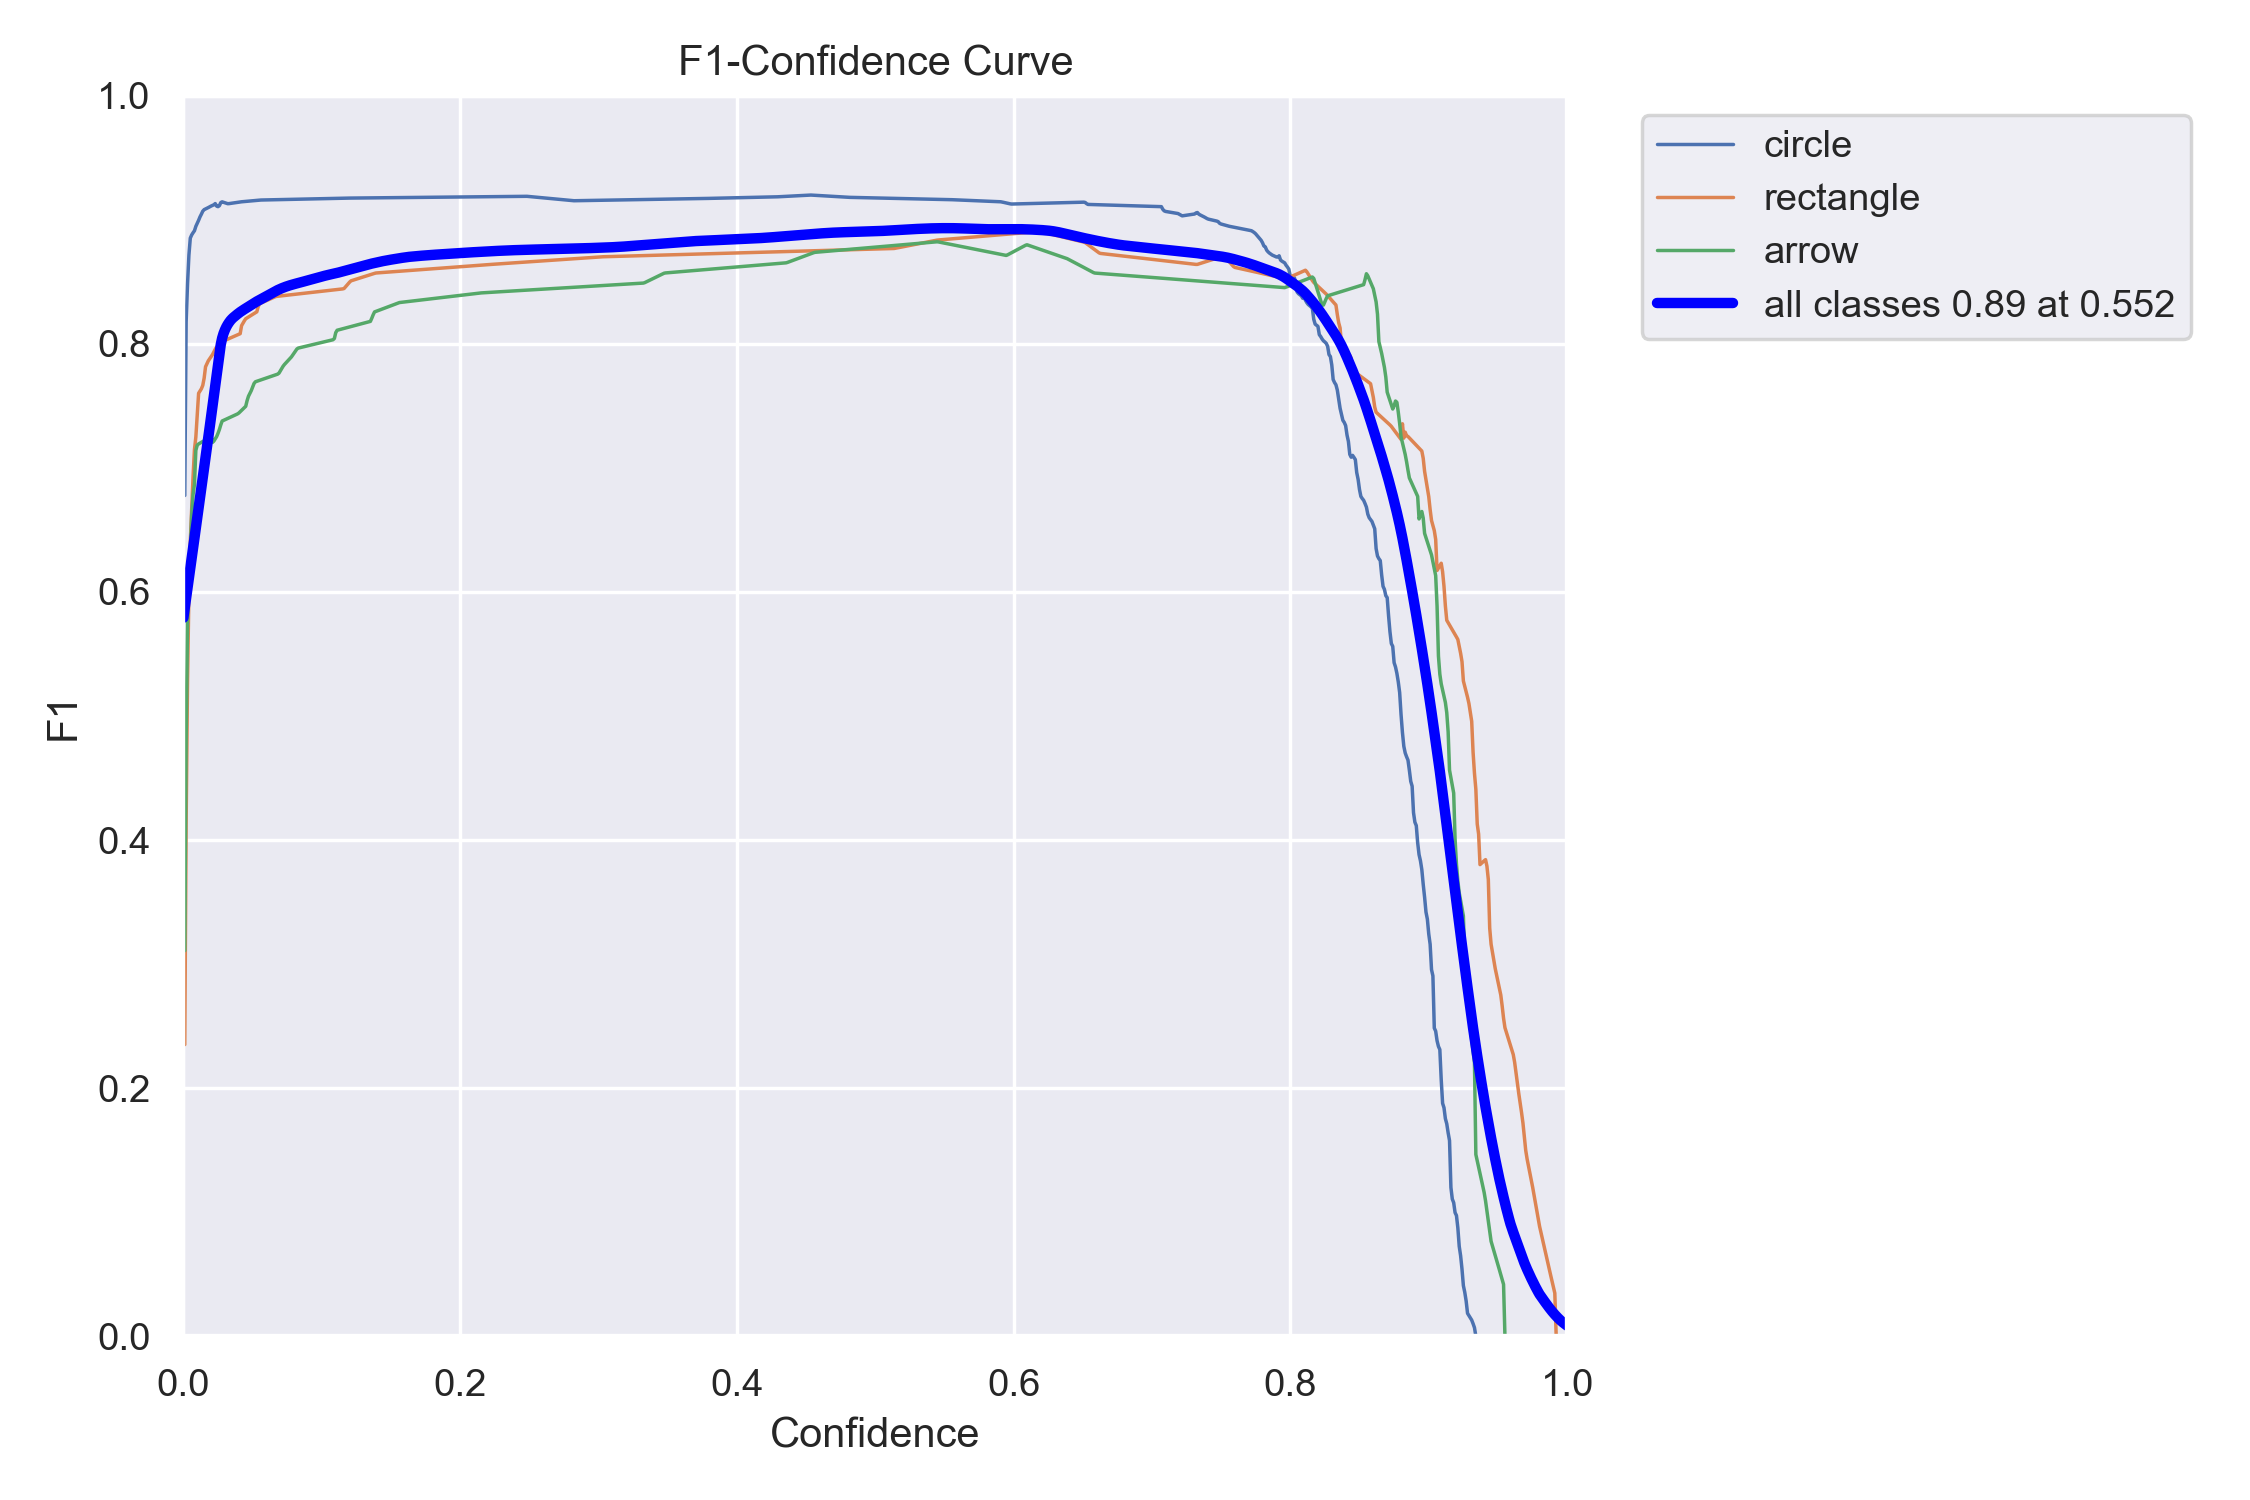 F1-Confidence Curve
1.0
0.8
0.6
0.4
0.2
0.0
F1
0.0 0.2 0.4 0.6 0.8 1.0
Confidence
circle
rectangle
arrow
all classes 0.89 at 0.552